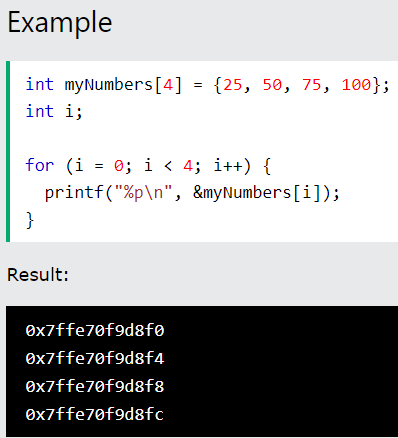 Example
int myNumbers[4] = {25, 50, 75, 100};
int i;
for (i = 0; i < 4; i++) {
  printf("%p\n", &myNumbers[i]);
}
Result:
0x7ffe70f9d8f0
0x7ffe70f9d8f4
0x7ffe70f9d8f8
0x7ffe70f9d8fc